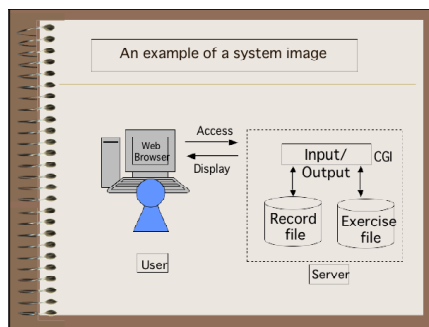 An example of a system image
Web
Browser
Access
Display
Input/
Output
CGI
Record
file
Exercise
file
User
Server